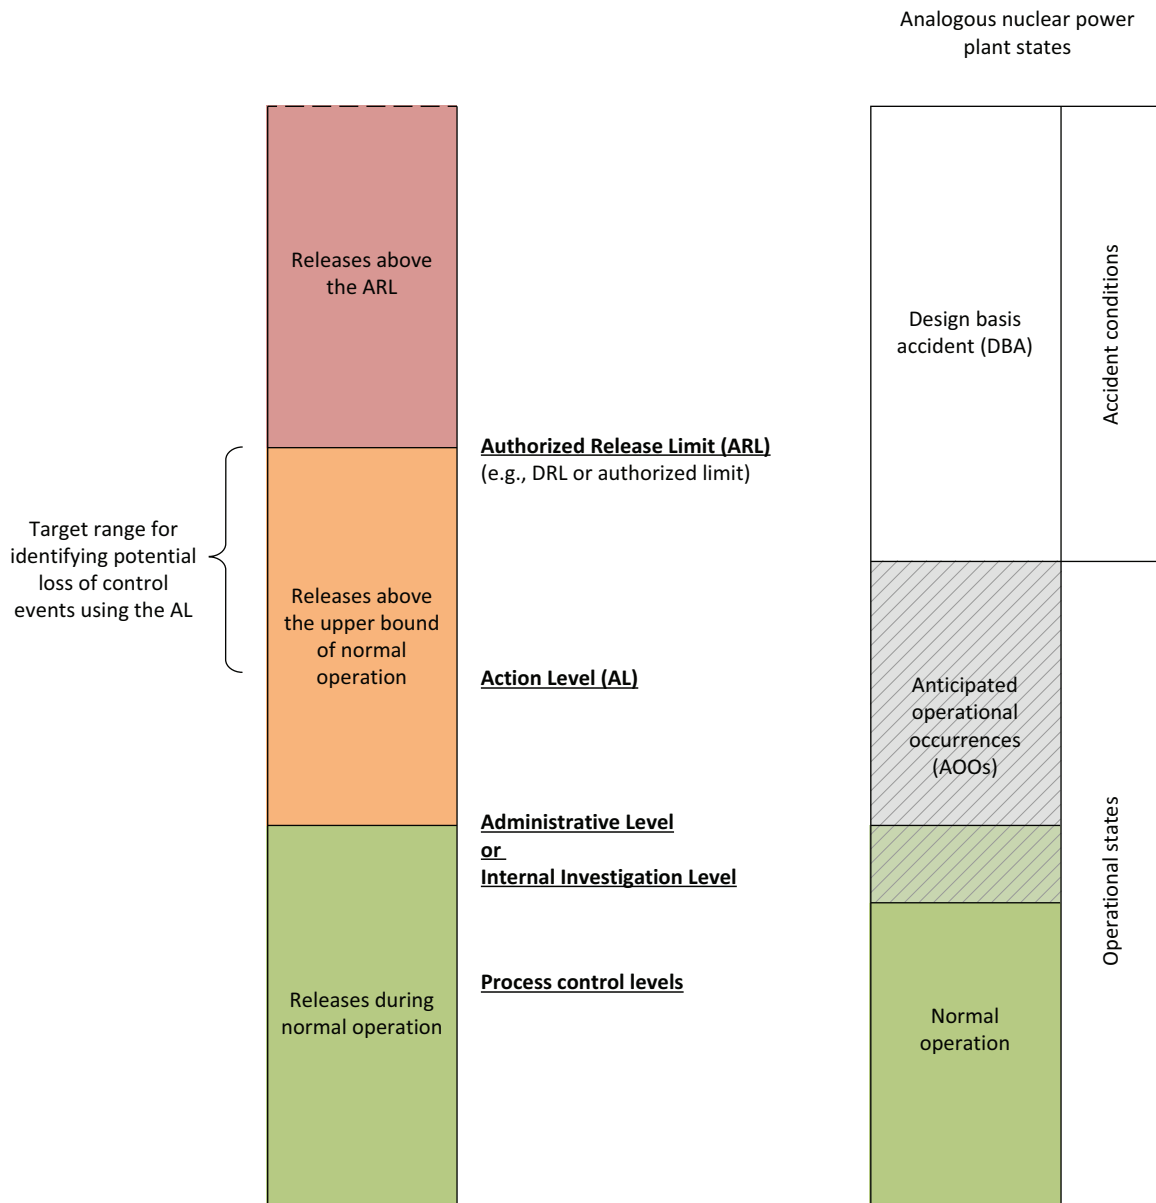 Analogous nuclear power
plant states
Releases above
the ARL
Design basis
accident (DBA)
Accident conditions
Authorized Release Limit (ARL)
(e.g., DRL or authorized limit)
Target range for
identifying potential
loss of control
events using the AL
Releases above
the upper bound
of normal
operation
Action Level (AL)
Anticipated
operational
occurrences
(AOOs)
Administrative Level
or
Internal Investigation Level
Operational states
Process control levels
Releases during
normal operation
Normal
operation